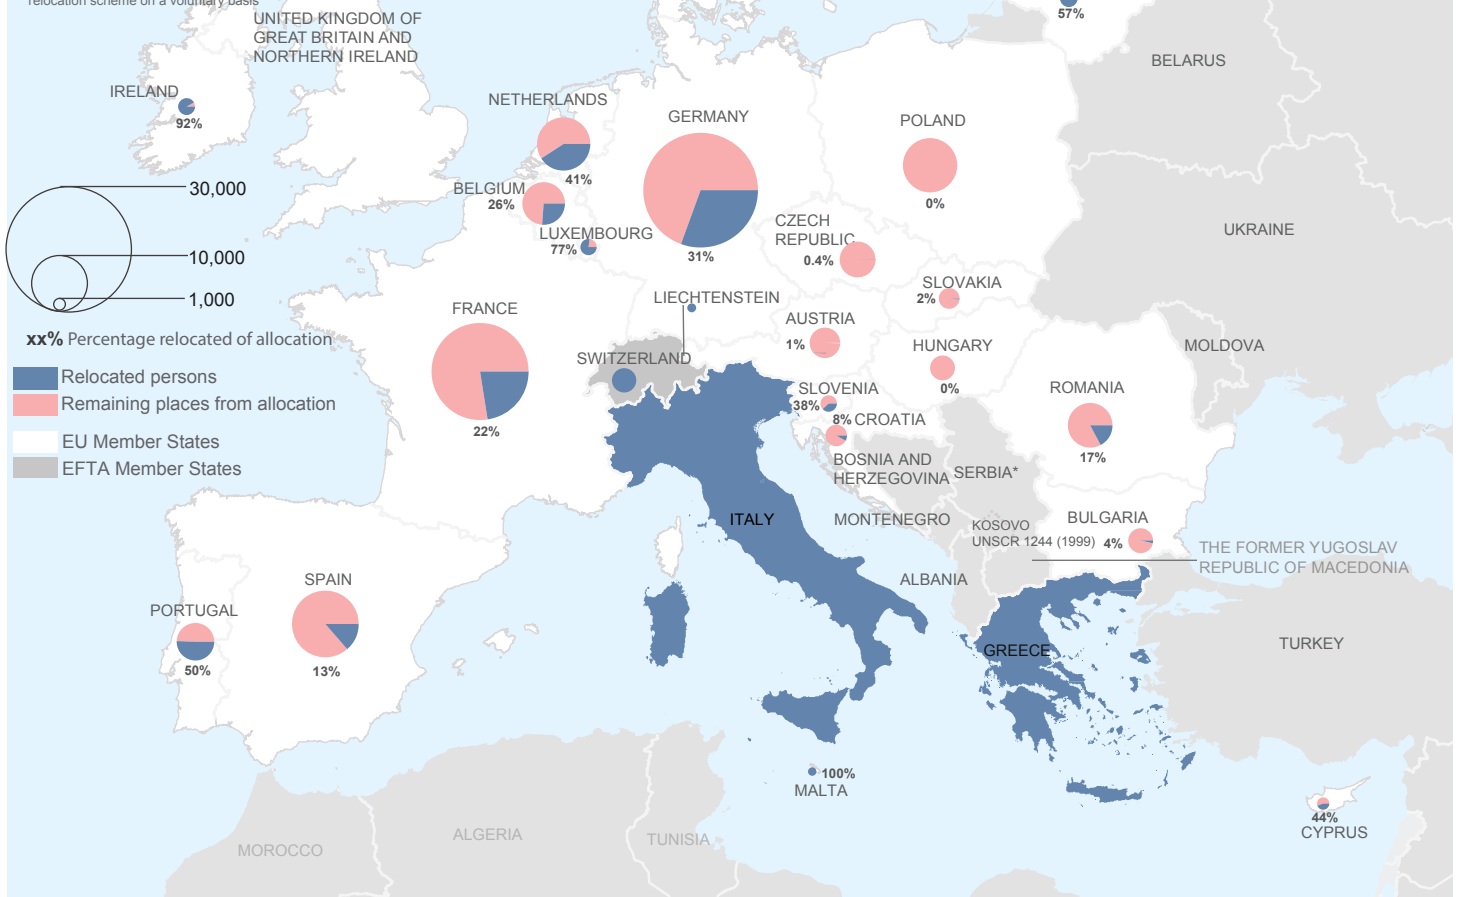 relocation scheme on a voluntary basis
UNITED KINGDOM OF
GREAT BRITAIN AND
NORTHERN IRELAND
57%
BELARUS
IRELAND
92%
NETHERLANDS
41%
GERMANY
31%
POLAND
0%
30,000
10,000
1,000
BELGIUM
26%
LUXEMBOURG
77%
CZECH
REPUBLIC
0.4%
UKRAINE
SLOVAKIA
2%
LIECHTENSTEIN
FRANCE
22%
AUSTRIA
1%
xx% Percentage relocated of allocation
HUNGARY
0%
MOLDOVA
SWITZERLAND
Relocated persons
Remaining places from allocation
EU Member States
EFTA Member States
SLOVENIA
38%
8% CROATIA
ROMANIA
17%
BOSNIA AND
HERZEGOVINA
SERBIA*
ITALY
MONTENEGRO
KOSOVO
UNSCR 1244 (1999)
BULGARIA
4%
THE FORMER YUGOSLAV
REPUBLIC OF MACEDONIA
ALBANIA
SPAIN
13%
PORTUGAL
50%
GREECE
TURKEY
100%
MALTA
44%
CYPRUS
MOROCCO
ALGERIA
TUNISIA